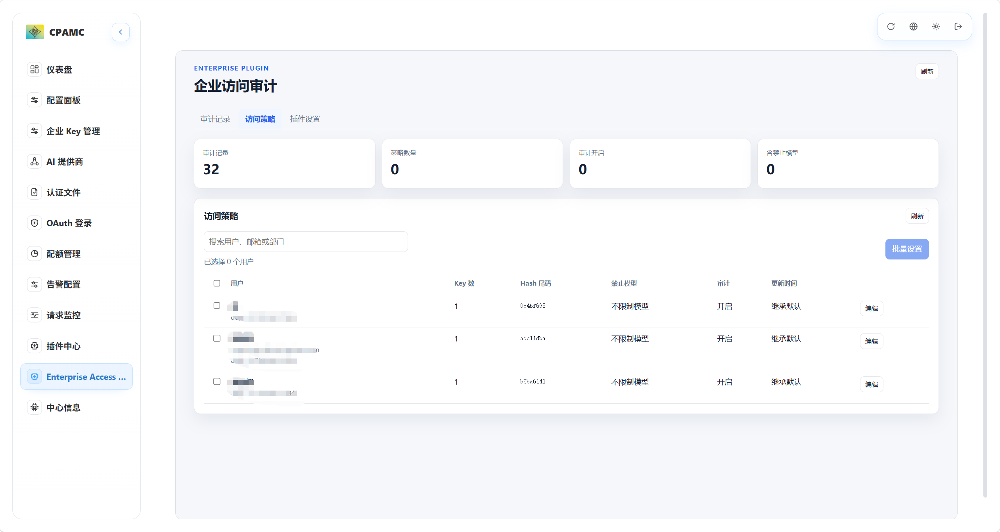 CPAMC
仪表盘
配置面板
企业 Key 管理
AI 提供商
认证文件
OAuth 登录
配额管理
告警配置
请求监控
插件中心
Enterprise Access ...
中心信息
ENTERPRISE PLUGIN
刷新
企业访问审计
审计记录 访问策略 插件设置
审计记录 策略数量 审计开启 含禁止模型
32 0 0 0
访问策略 刷新
搜索用户、邮箱或部门
批量设置
已选择 0 个用户
用户 Key 数 Hash 尾码 禁止模型 审计 更新时间
1 0b4bf698 不限制模型 开启 继承默认 编辑
1 a5c11dba 不限制模型 开启 继承默认 编辑
1 b6ba6141 不限制模型 开启 继承默认 编辑